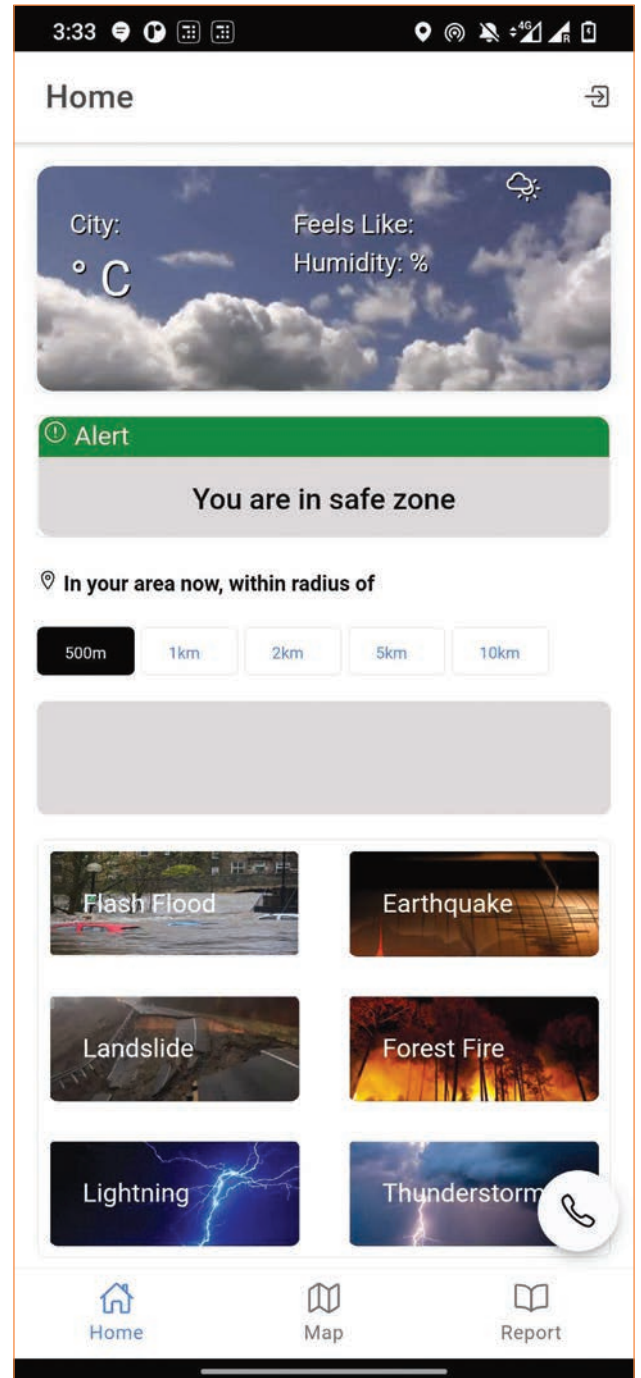 3:33
4G
R
Home
City:
Feels Like:
° C
Humidity: %
Alert
You are in safe zone
In your area now, within radius of
500m 1km 2km 5km 10km
Flash Flood Earthquake
Landslide Forest Fire
Lightning Thunderstorm
Home Map Report